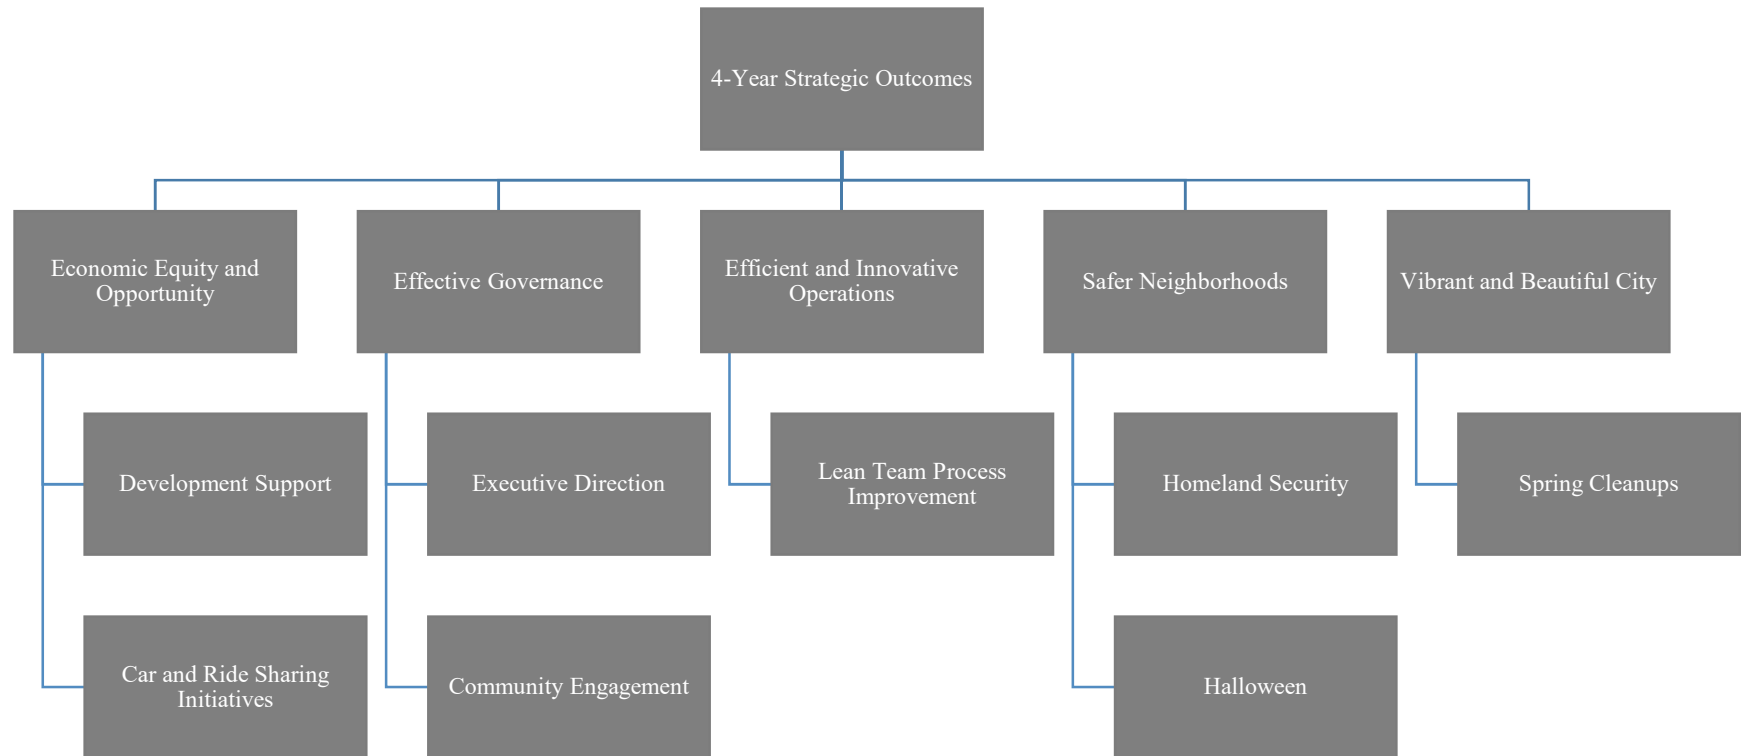 4-Year Strategic Outcomes
Economic Equity and
Opportunity
Effective Governance
Efficient and Innovative
Operations
Safer Neighborhoods
Vibrant and Beautiful City
Development Support
Executive Direction
Lean Team Process
Improvement
Homeland Security
Spring Cleanups
Car and Ride Sharing
Initiatives
Community Engagement
Halloween